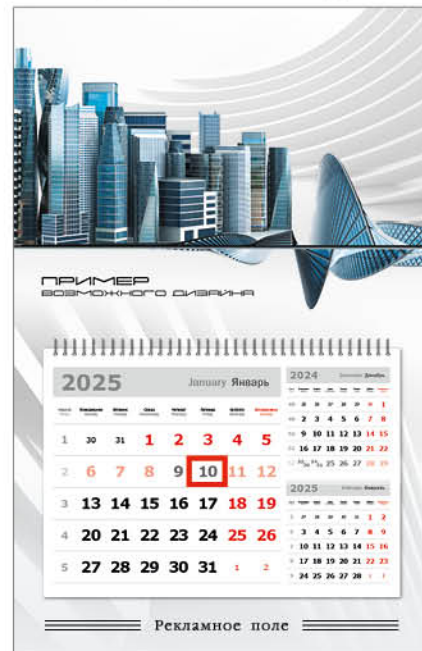 ПРИМЕР
ВОЗМОЖНОГО ДИЗАЙНА
2025 January Январь
1 30 31 1 2 3 4 5
2 6 7 8 9 10 11 12
3 13 14 15 16 17 18 19
4 20 21 22 23 24 25 26
5 27 28 29 30 31 1 2
2024 Декабрь
1
2 3 4 5 6 7 8
9 10 11 12 13 14 15
16 17 18 19 20 21 22
25 26 27 28 29
2025 Февраль
1 2
3 4 5 6 7 8 9
10 11 12 13 14 15 16
17 18 19 20 21 22 23
24 25 26 27 28
Рекламное поле